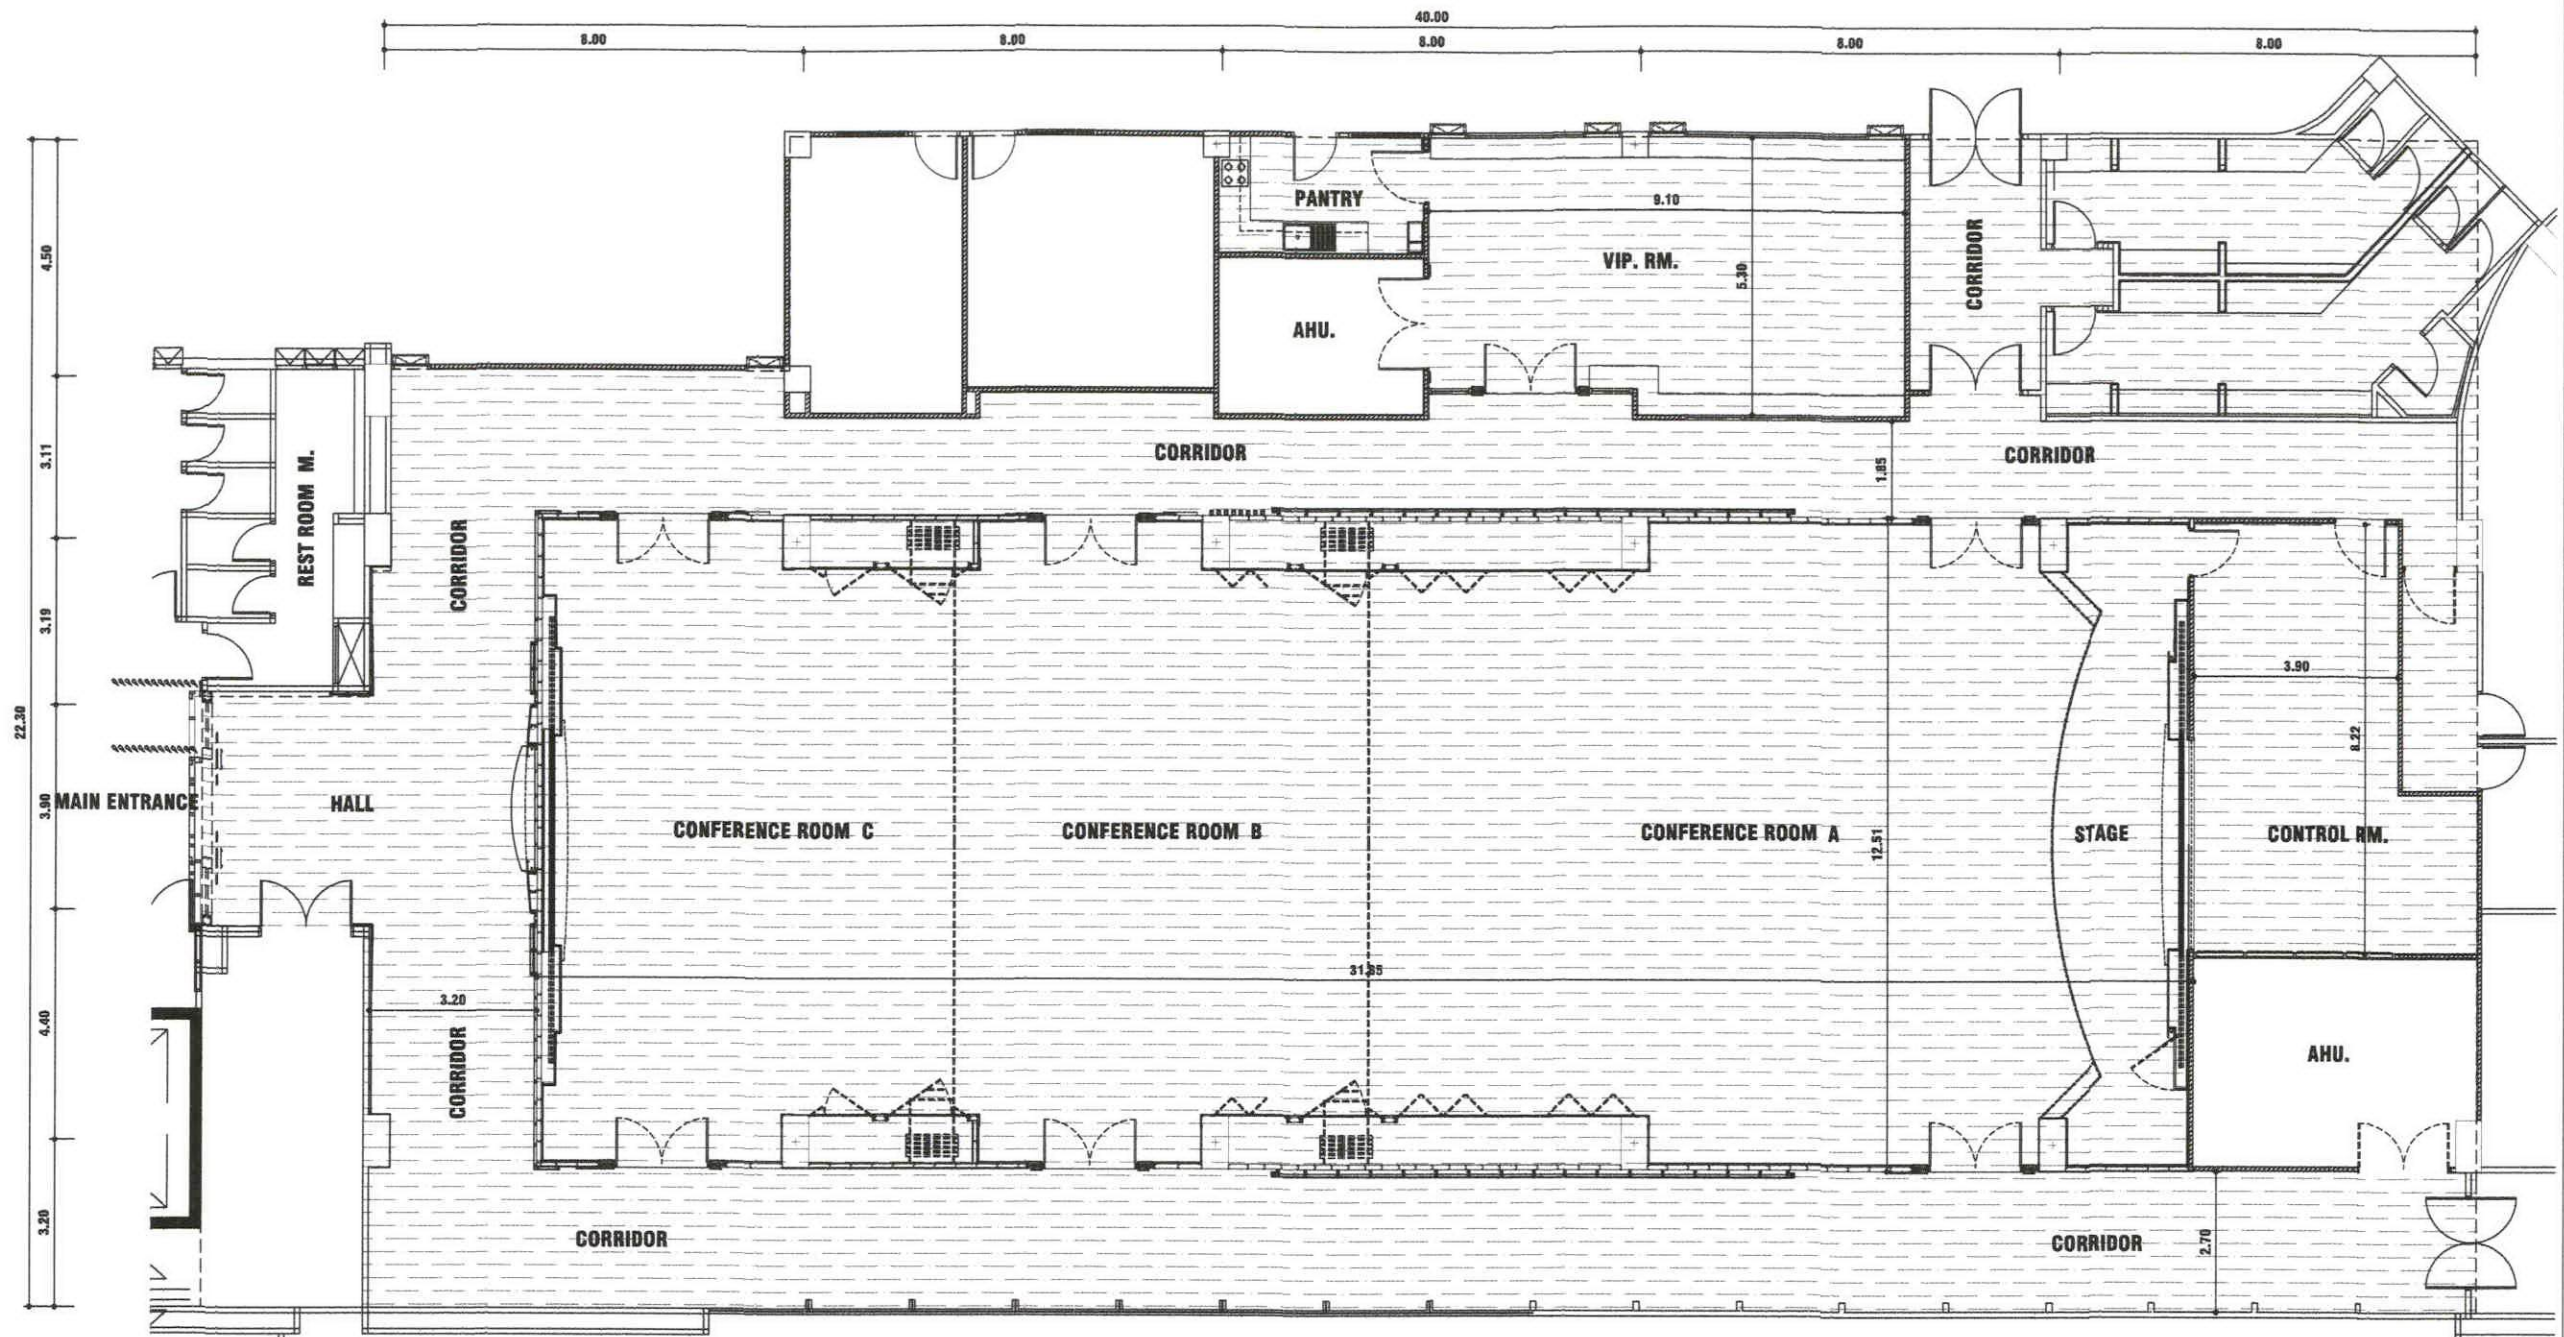 40.00
8.00 8.00 8.00 8.00 8.00
4.50
3.11
3.19
3.90
4.40
3.20
22.30
PANTRY
9.10
VIP. RM.
5.30
AHU.
CORRIDOR
CORRIDOR
1.85
CORRIDOR
REST ROOM M.
CORRIDOR
3.90
8.22
MAIN ENTRANCE
HALL
CONFERENCE ROOM C
CONFERENCE ROOM B
CONFERENCE ROOM A
12.51
STAGE
CONTROL RM.
31.65
3.20
CORRIDOR
AHU.
CORRIDOR
CORRIDOR
2.70